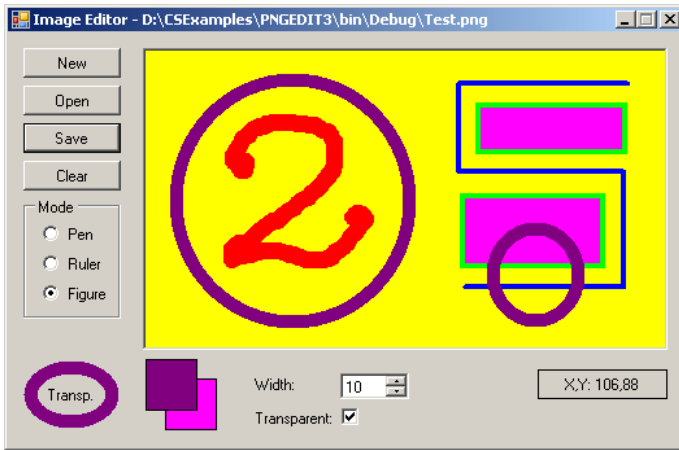 Image Editor - D:\CSExamples\PNGEDIT3\bin\Debug\Test.png
New
Open
Save
Clear
Mode
Pen
Ruler
Figure
2
Transp.
Width:
10
X,Y: 106,88
Transparent: